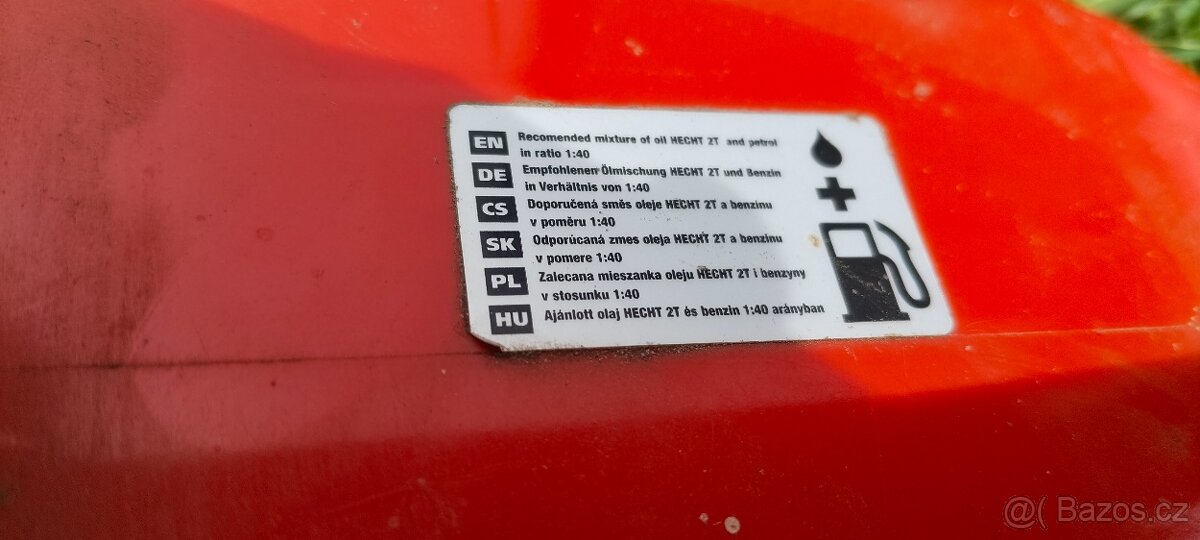 EN Recomended mixture of oil HECHT 2T and petrol
in ratio 1:40
DE Empfohlenen Ölmischung HECHT 2T und Benzin
in Verhältnis von 1:40
CS Doporučená směs oleje HECHT 2T a benzinu
v poměru 1:40
SK Odporúcaná zmes oleja HECHT 2T a benzinu
v pomere 1:40
PL Zalecana mieszanka oleju HECHT 2T i benzyny
v stosunku 1:40
HU Ajánlott olaj HECHT 2T és benzin 1:40 arányban
@( Bazos.cz